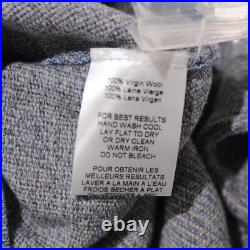 100% Virgin Wool
100% Laine Vierge
100% Lana Virgen
FOR BEST RESULTS
HAND WASH COOL
LAY FLAT TO DRY
OR DRY CLEAN
WARM IRON
DO NOT BLEACH
POUR OBTENIR LES
MEILLEURS RESULTATS
LAVER A LA MAIN À L'EAU
FROIDE SÉCHER A PLAT